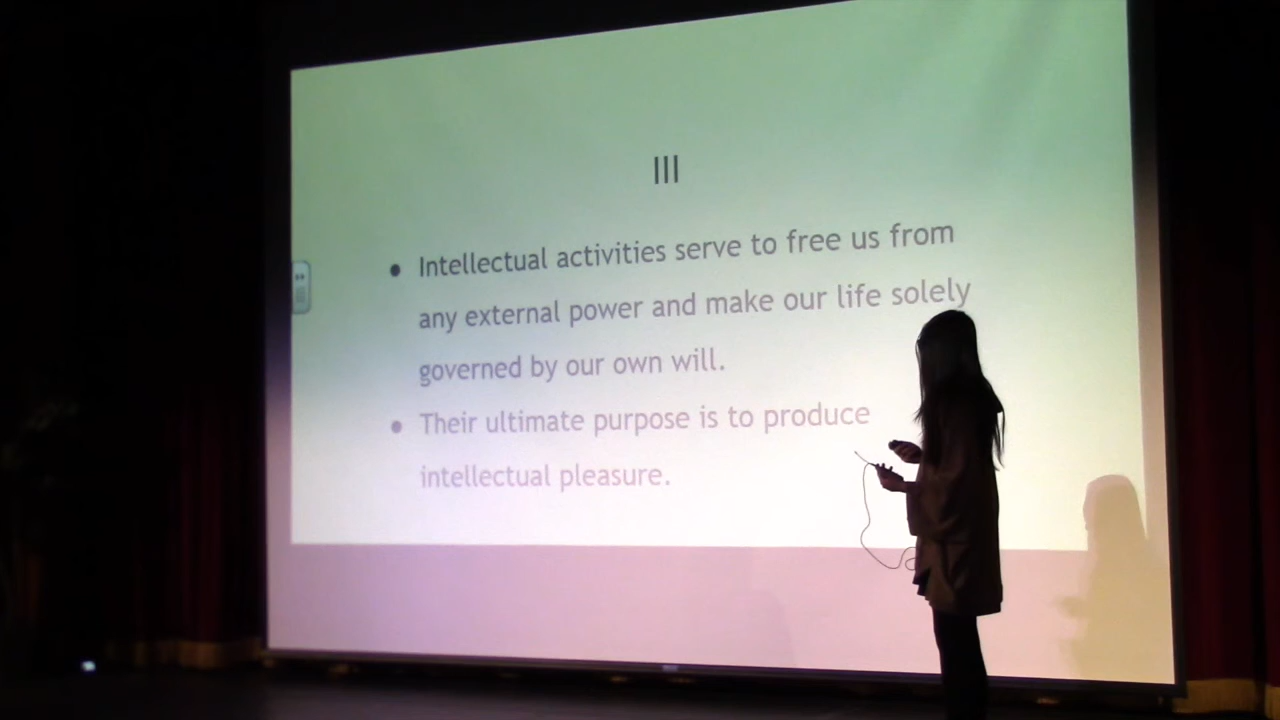 III
• Intellectual activities serve to free us from
any external power and make our life solely
governed by our own will.
• Their ultimate purpose is to produce
intellectual pleasure.